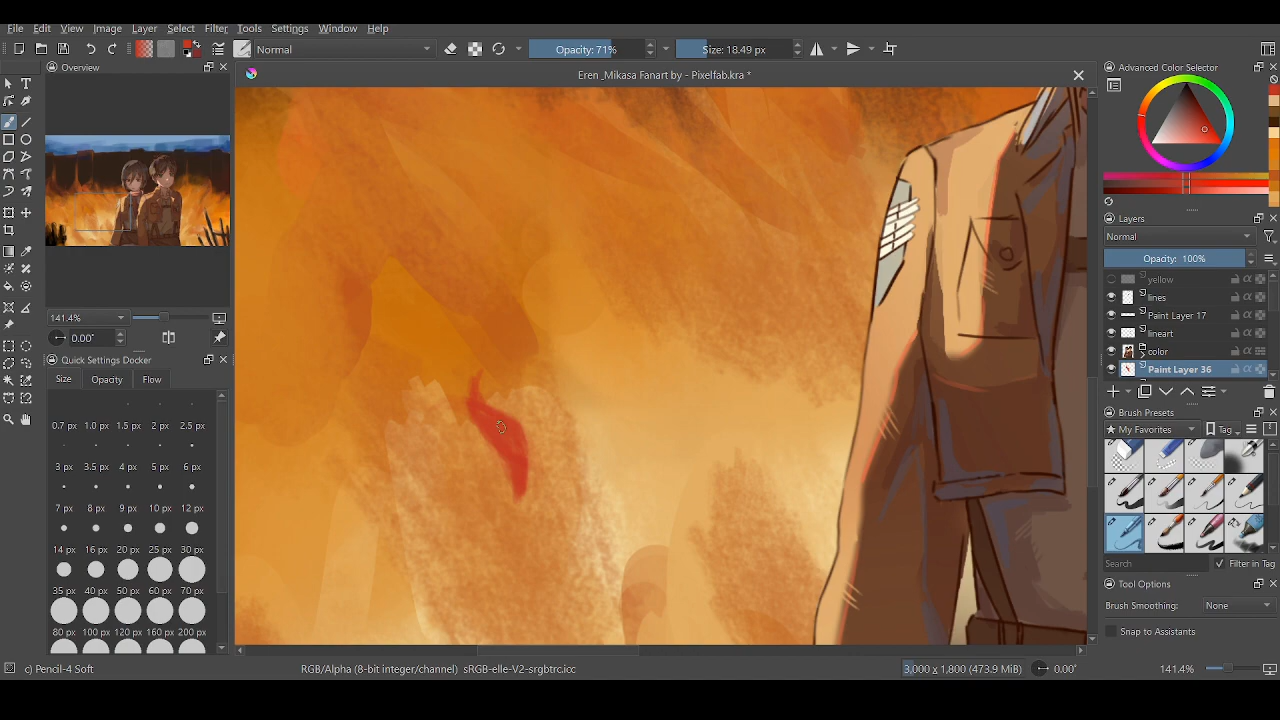 File Edit View Image Layer Select Filter Tools Settings Window Help
Normal Opacity: 71% Size: 18.49 px
Overview
Eren _Mikasa Fanart by - Pixelfab.kra *
Advanced Color Selector
141.4%
0.00°
Quick Settings Docker
Size Opacity Flow
0.7 px 1.0 px 1.5 px 2 px 2.5 px
3 px 3.5 px 4 px 5 px 6 px
7 px 8 px 9 px 10 px 12 px
14 px 16 px 20 px 25 px 30 px
35 px 40 px 50 px 60 px 70 px
80 px 100 px 120 px 160 px 200 px
Layers
Normal
Opacity: 100%
yellow
lines
Paint Layer 17
lineart
color
Paint Layer 36
Brush Presets
My Favorites Tag
Search Filter in Tag
Tool Options
Brush Smoothing: None
Snap to Assistants
c) Pencil-4 Soft RGB/Alpha (8-bit integer/channel) sRGB-elle-V2-srgbtrc.icc 3,000 x 1,800 (473.9 MiB) 0.00° 141.4%